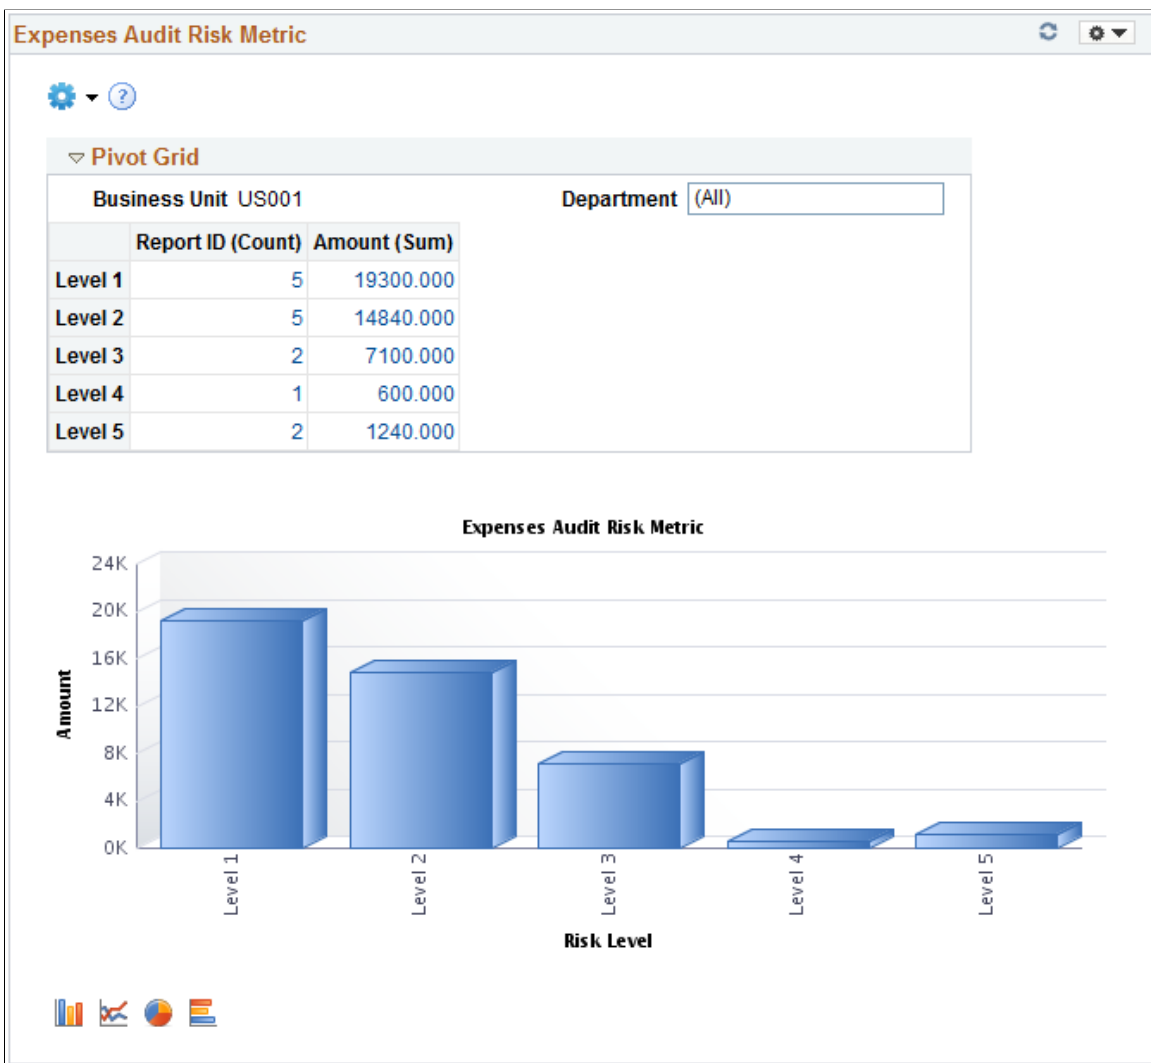 Expenses Audit Risk Metric
?
Pivot Grid
Business Unit US001 Department (All)
Report ID (Count) Amount (Sum)
Level 1 5 19300.000
Level 2 5 14840.000
Level 3 2 7100.000
Level 4 1 600.000
Level 5 2 1240.000
Expenses Audit Risk Metric
24K
20K
16K
12K
8K
4K
0K
Amount
Level 1
Level 2
Level 3
Level 4
Level 5
Risk Level